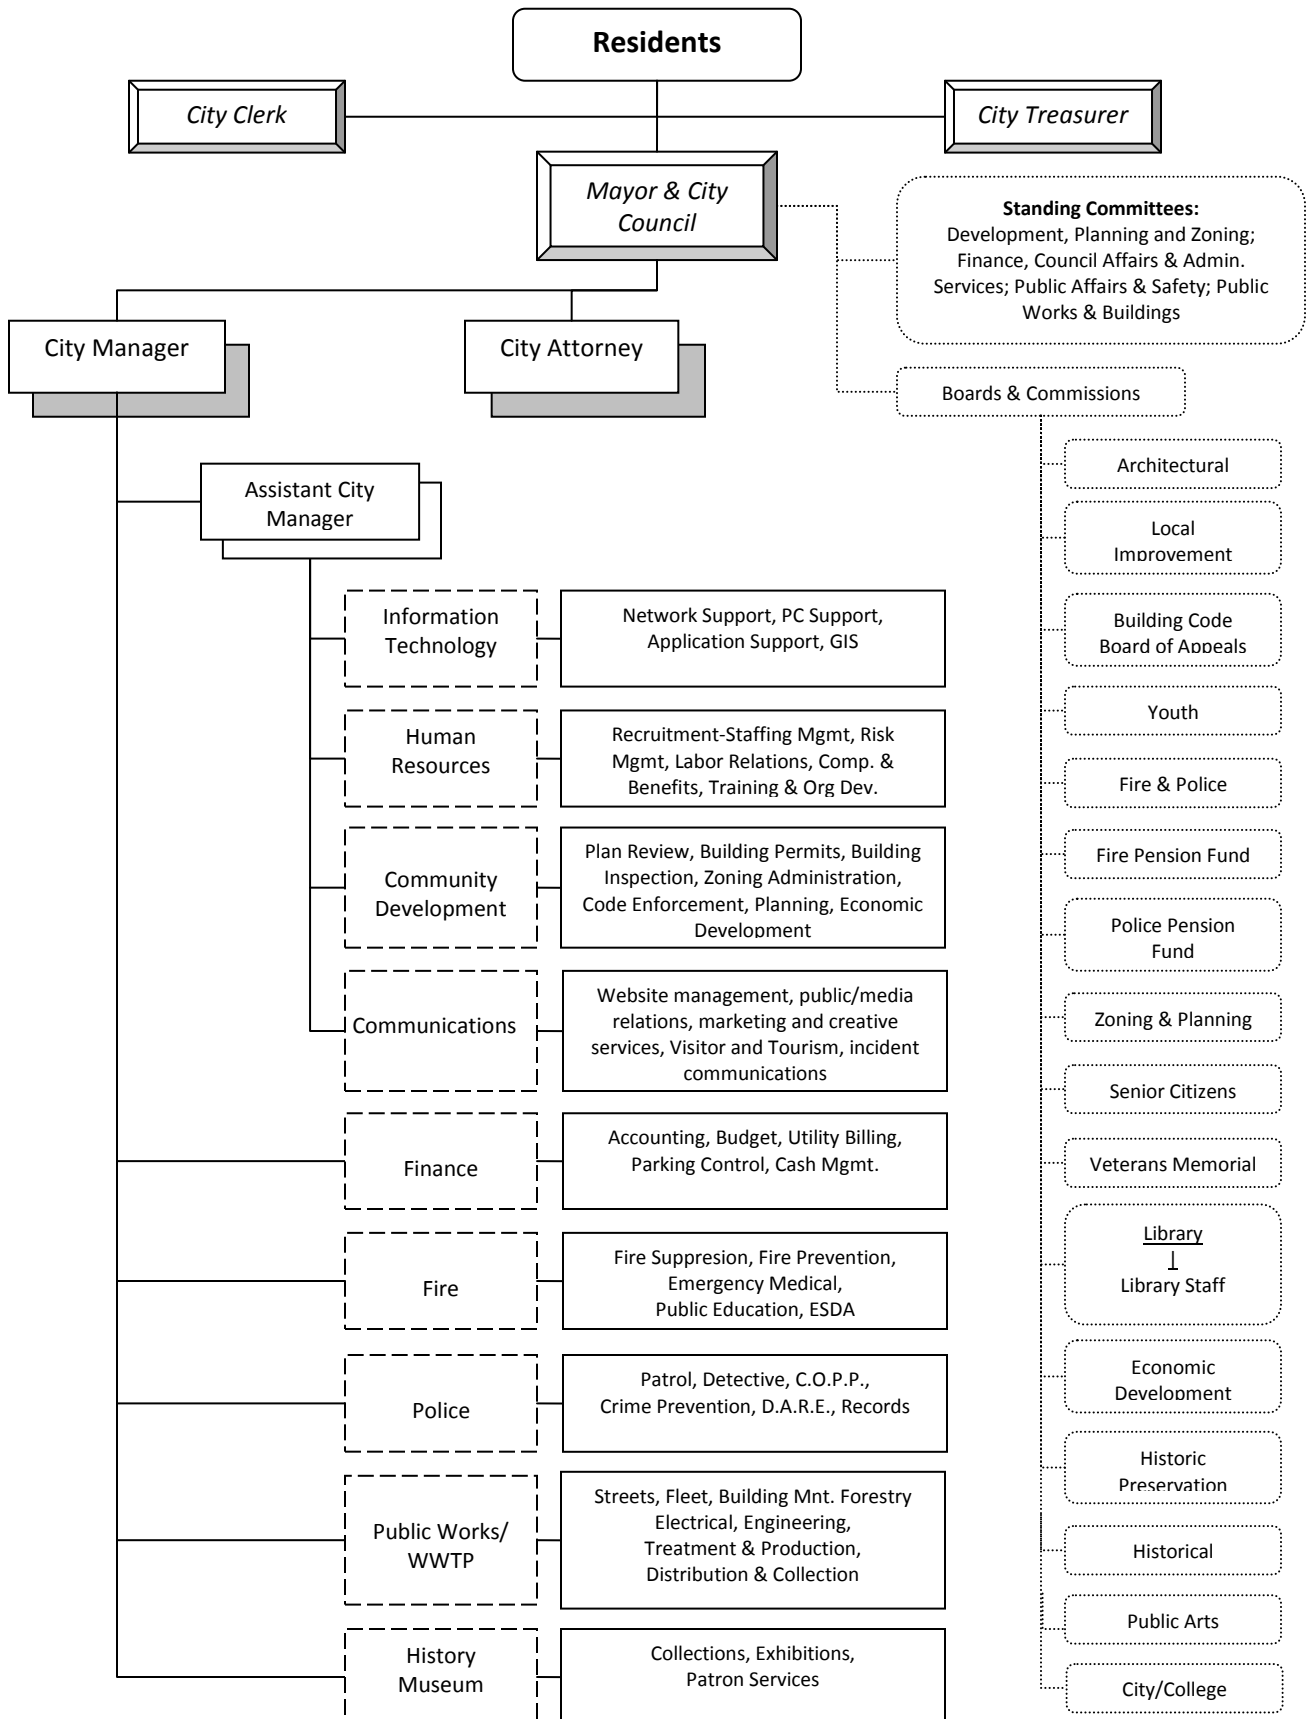 Residents
City Clerk
City Treasurer
Mayor & City
Council
Standing Committees:
Development, Planning and Zoning;
Finance, Council Affairs & Admin.
Services; Public Affairs & Safety; Public
Works & Buildings
City Manager
City Attorney
Boards & Commissions
Assistant City
Manager
Information
Technology
Network Support, PC Support,
Application Support, GIS
Human
Resources
Recruitment-Staffing Mgmt, Risk
Mgmt, Labor Relations, Comp. &
Benefits, Training & Org Dev.
Community
Development
Plan Review, Building Permits, Building
Inspection, Zoning Administration,
Code Enforcement, Planning, Economic
Development
Communications
Website management, public/media
relations, marketing and creative
services, Visitor and Tourism, incident
communications
Finance
Accounting, Budget, Utility Billing,
Parking Control, Cash Mgmt.
Fire
Fire Suppresion, Fire Prevention,
Emergency Medical,
Public Education, ESDA
Police
Patrol, Detective, C.O.P.P.,
Crime Prevention, D.A.R.E., Records
Public Works/
WWTP
Streets, Fleet, Building Mnt. Forestry
Electrical, Engineering,
Treatment & Production,
Distribution & Collection
History
Museum
Collections, Exhibitions,
Patron Services
Architectural
Local
Improvement
Building Code
Board of Appeals
Youth
Fire & Police
Fire Pension Fund
Police Pension
Fund
Zoning & Planning
Senior Citizens
Veterans Memorial
Library
Library Staff
Economic
Development
Historic
Preservation
Historical
Public Arts
City/College